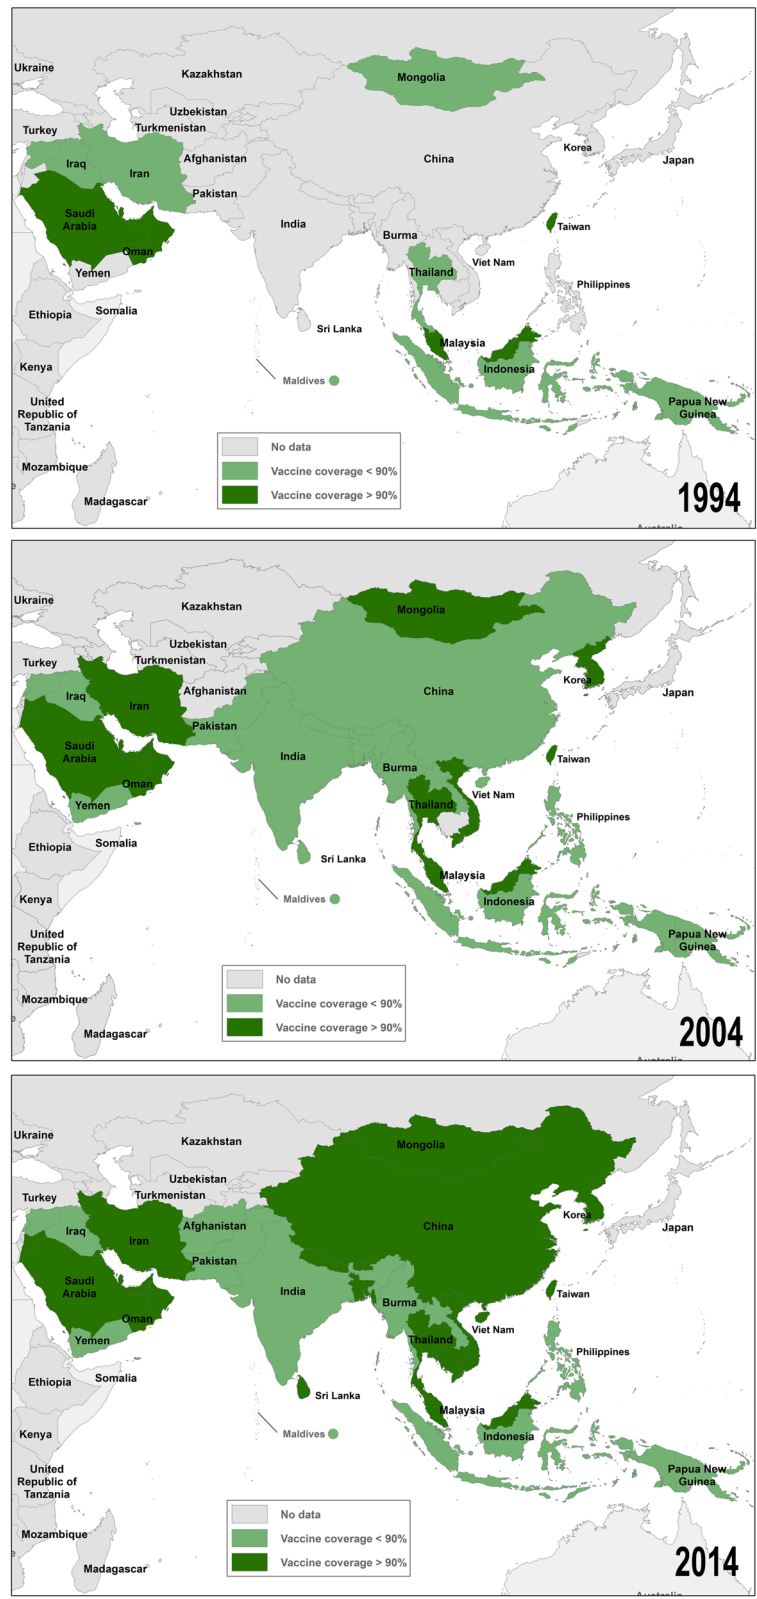 Ukraine
Kazakhstan
Mongolia
Uzbekistan
Turkmenistan
Turkey
Korea
Japan
Afghanistan
China
Iraq
Iran
Pakistan
Saudi
Arabia
India
Taiwan
Burma
Oman
Viet Nam
Yemen
Thailand
Philippines
Ethiopia
Somalia
Sri Lanka
Malaysia
Kenya
Indonesia
Maldives
United
Republic of
Tanzania
Papua New
Guinea
No data
Mozambique
Vaccine coverage < 90%
Vaccine coverage > 90%
Madagascar
1994
Ukraine
Kazakhstan
Mongolia
Uzbekistan
Turkmenistan
Turkey
Korea
Japan
Afghanistan
China
Iraq
Iran
Pakistan
Saudi
Arabia
India
Taiwan
Burma
Oman
Viet Nam
Yemen
Thailand
Philippines
Ethiopia
Somalia
Sri Lanka
Malaysia
Kenya
Indonesia
Maldives
United
Republic of
Tanzania
Papua New
Guinea
No data
Mozambique
Vaccine coverage < 90%
Vaccine coverage > 90%
Madagascar
2004
Ukraine
Kazakhstan
Mongolia
Uzbekistan
Turkmenistan
Turkey
Korea
Japan
Afghanistan
China
Iraq
Iran
Pakistan
Saudi
Arabia
India
Taiwan
Burma
Oman
Viet Nam
Yemen
Thailand
Philippines
Ethiopia
Somalia
Sri Lanka
Malaysia
Kenya
Indonesia
Maldives
United
Republic of
Tanzania
Papua New
Guinea
No data
Mozambique
Vaccine coverage < 90%
Vaccine coverage > 90%
Madagascar
2014